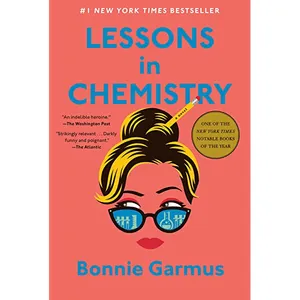 #1 NEW YORK TIMES BESTSELLER
LESSONS
in
CHEMISTRY
A NOVEL
"An indelible heroine."
—The Washington Post
"Strikingly relevant . . . Darkly
funny and poignant."
—The Atlantic
ONE OF THE
NEW YORK TIMES
NOTABLE BOOKS
OF THE YEAR
Bonnie Garmus